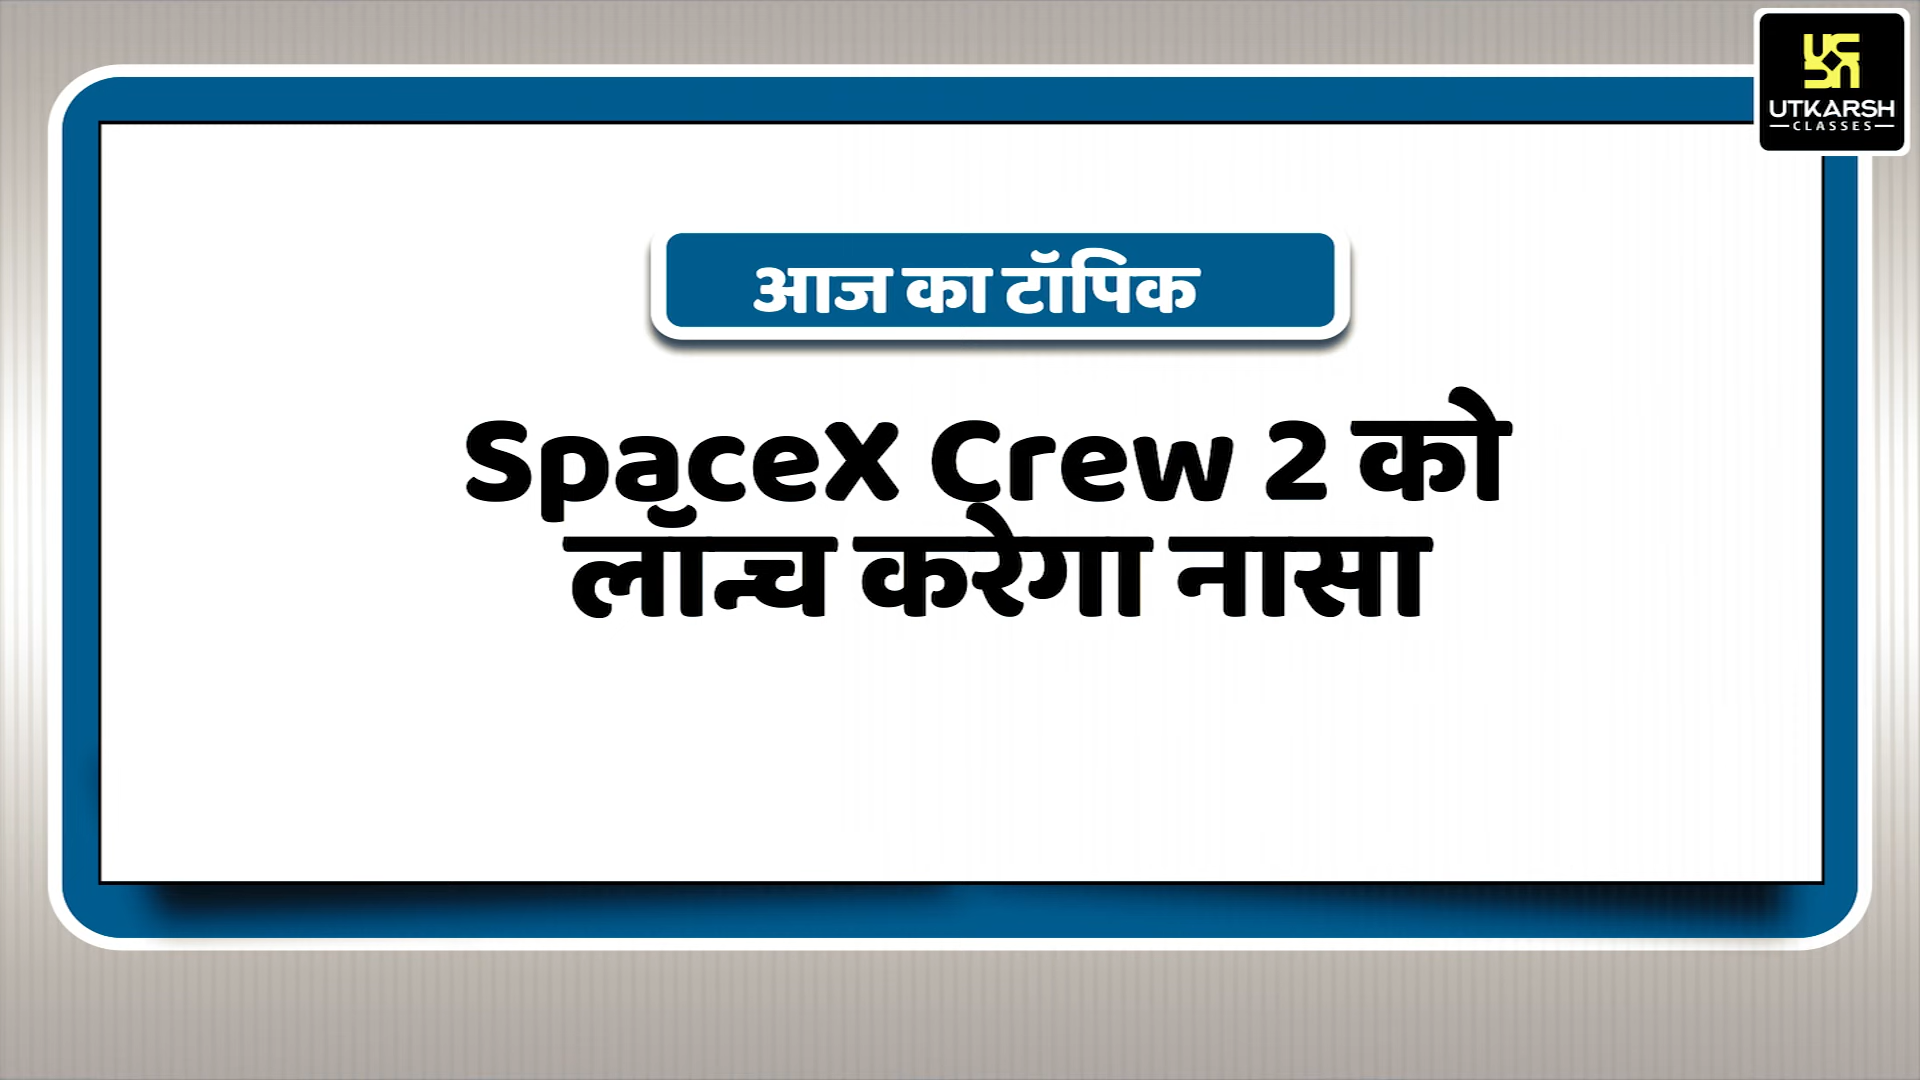 UTKARSH
CLASSES
आज का टॉपिक
SpaceX Crew 2 को
लॉन्च करेगा नासा